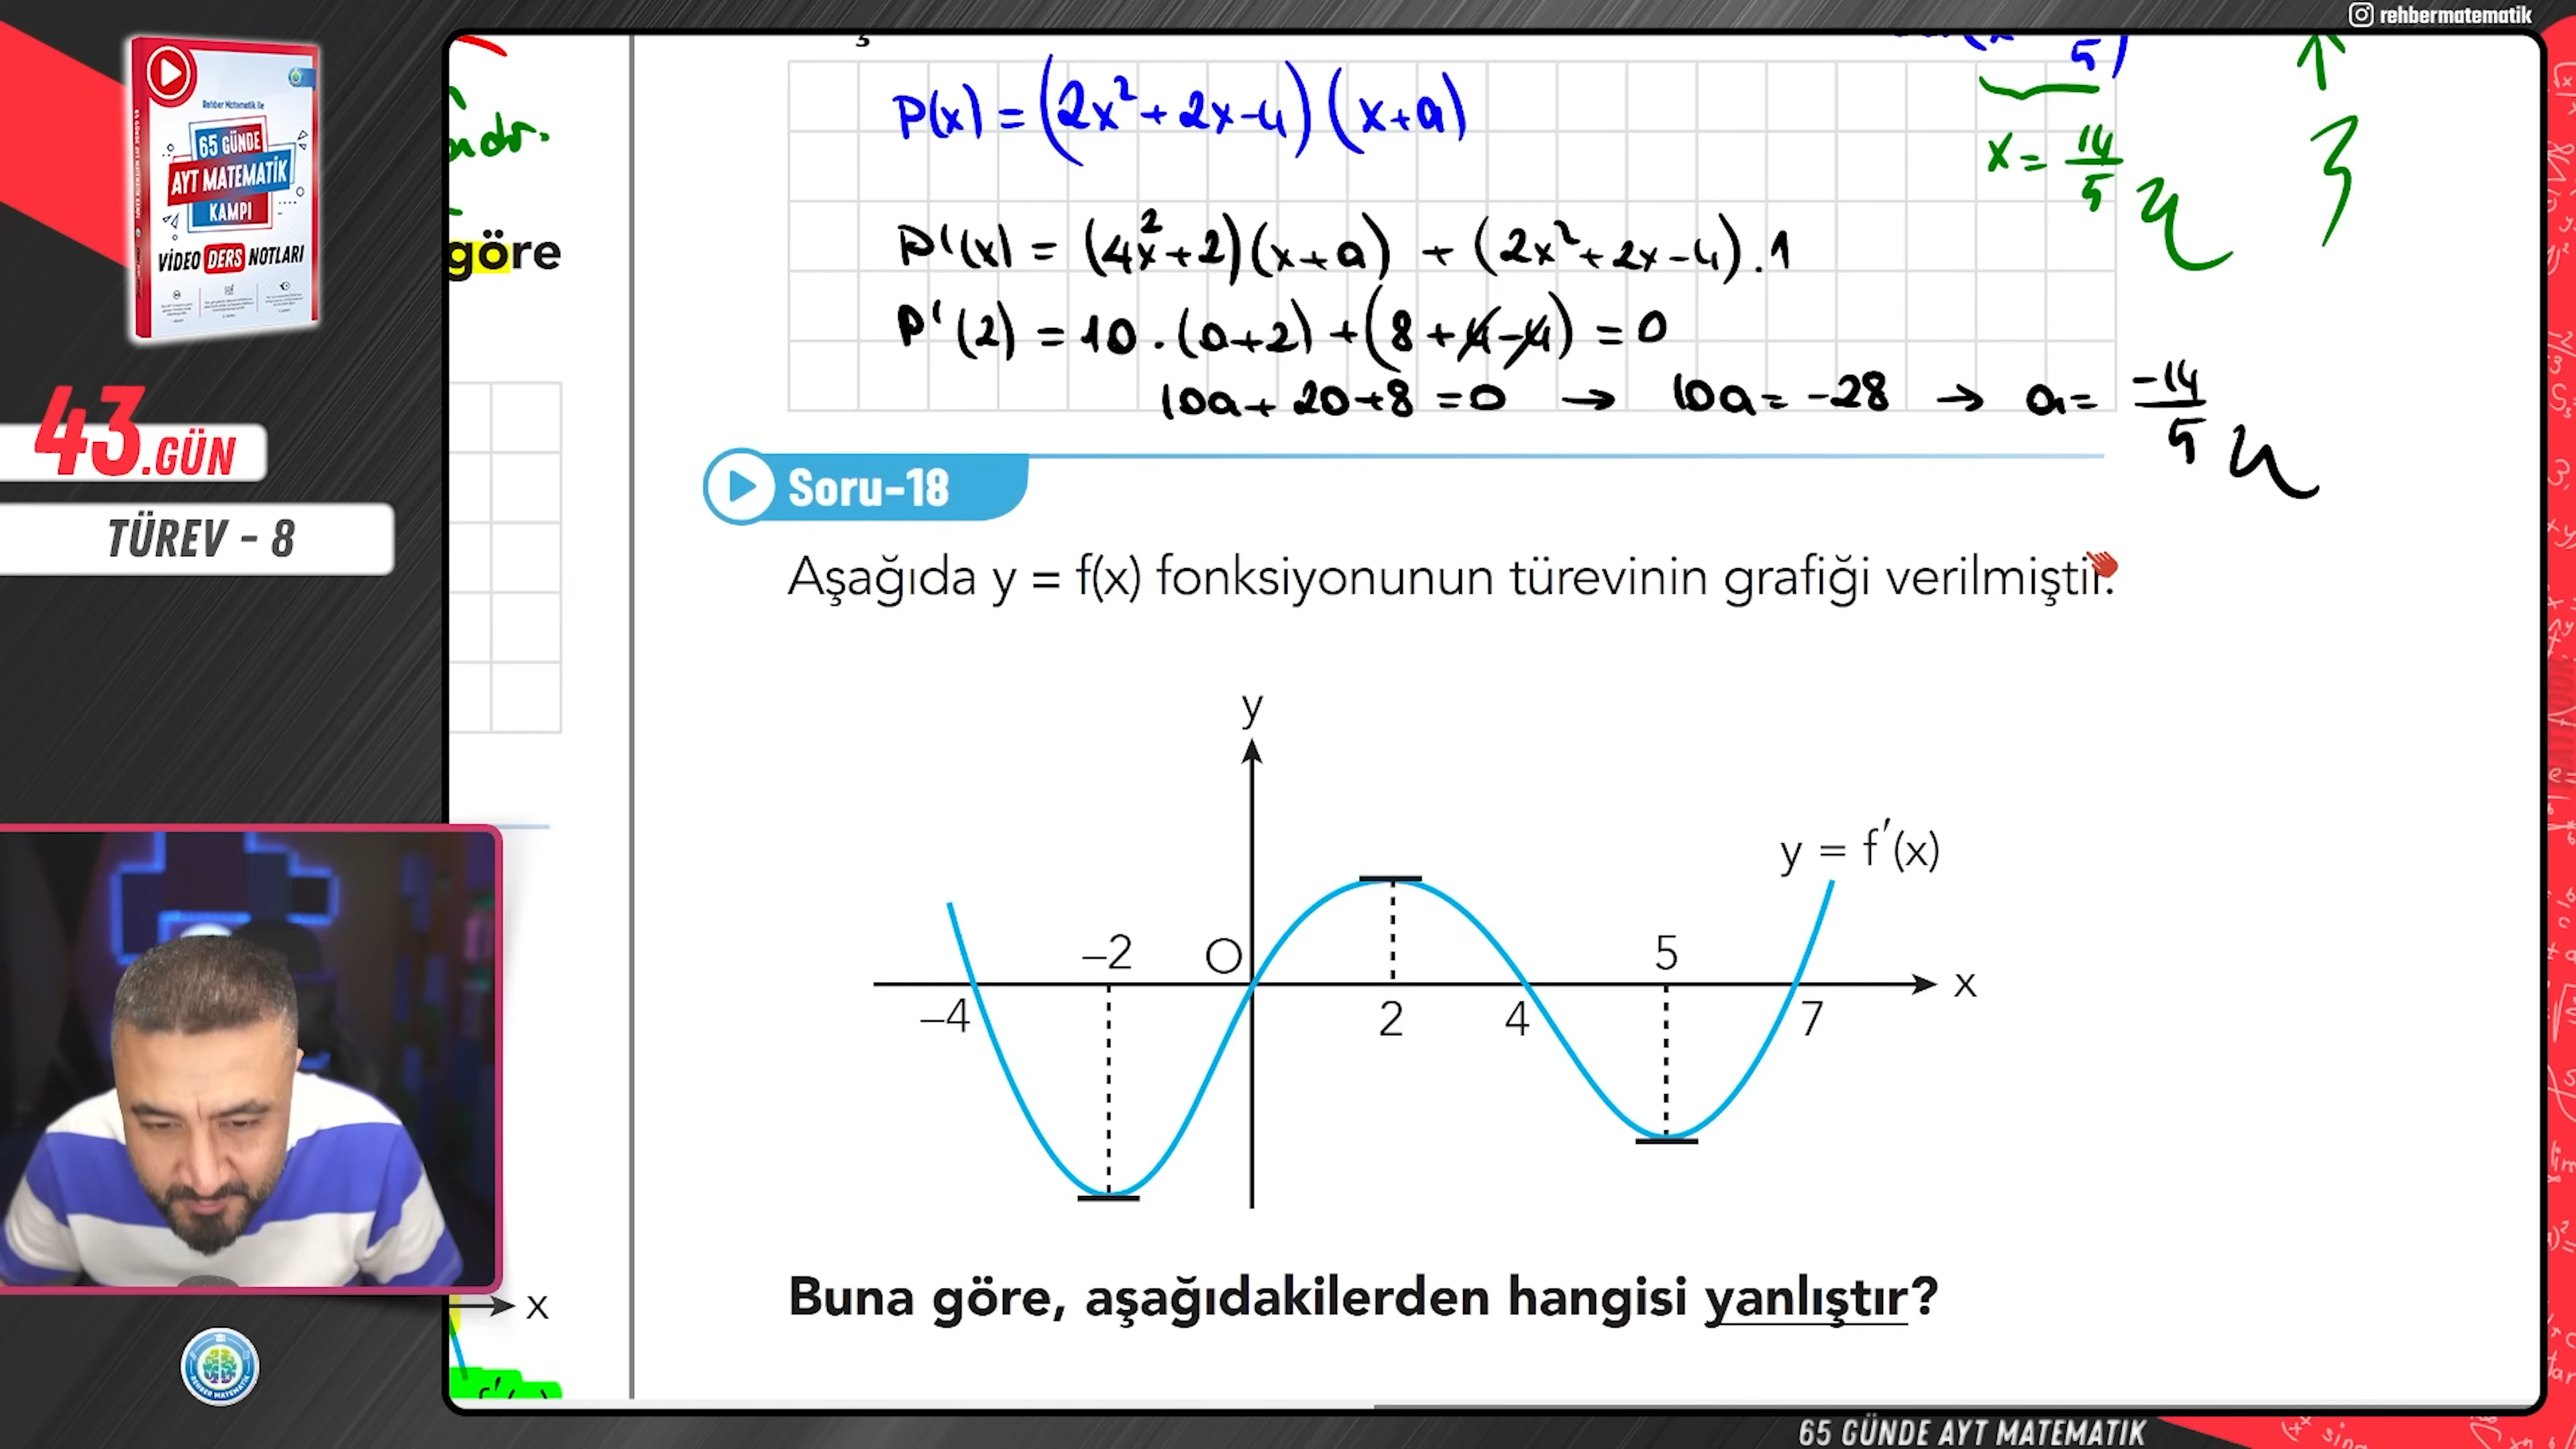 rehbermatematik
Rehber Matematik ile
65 GÜNDE
AYT MATEMATİK
KAMPI
VİDEO DERS NOTLARI
43.GÜN
TÜREV - 8
göre
P(x) = (2x²+2x-4)(x+a)
x = 14/5
P'(x) = (4x+2)(x+a) + (2x²+2x-4).1
P'(2) = 10.(a+2) + (8+4-4) = 0
10a + 20+8 = 0 → 10a = -28 → a = -14/5
Soru-18
Aşağıda y = f(x) fonksiyonunun türevinin grafiği verilmiştir.
y
y = f'(x)
-2 O 5
x
-4 2 4 7
Buna göre, aşağıdakilerden hangisi yanlıştır?
x
REHBER MATEMATİK
65 GÜNDE AYT MATEMATİK